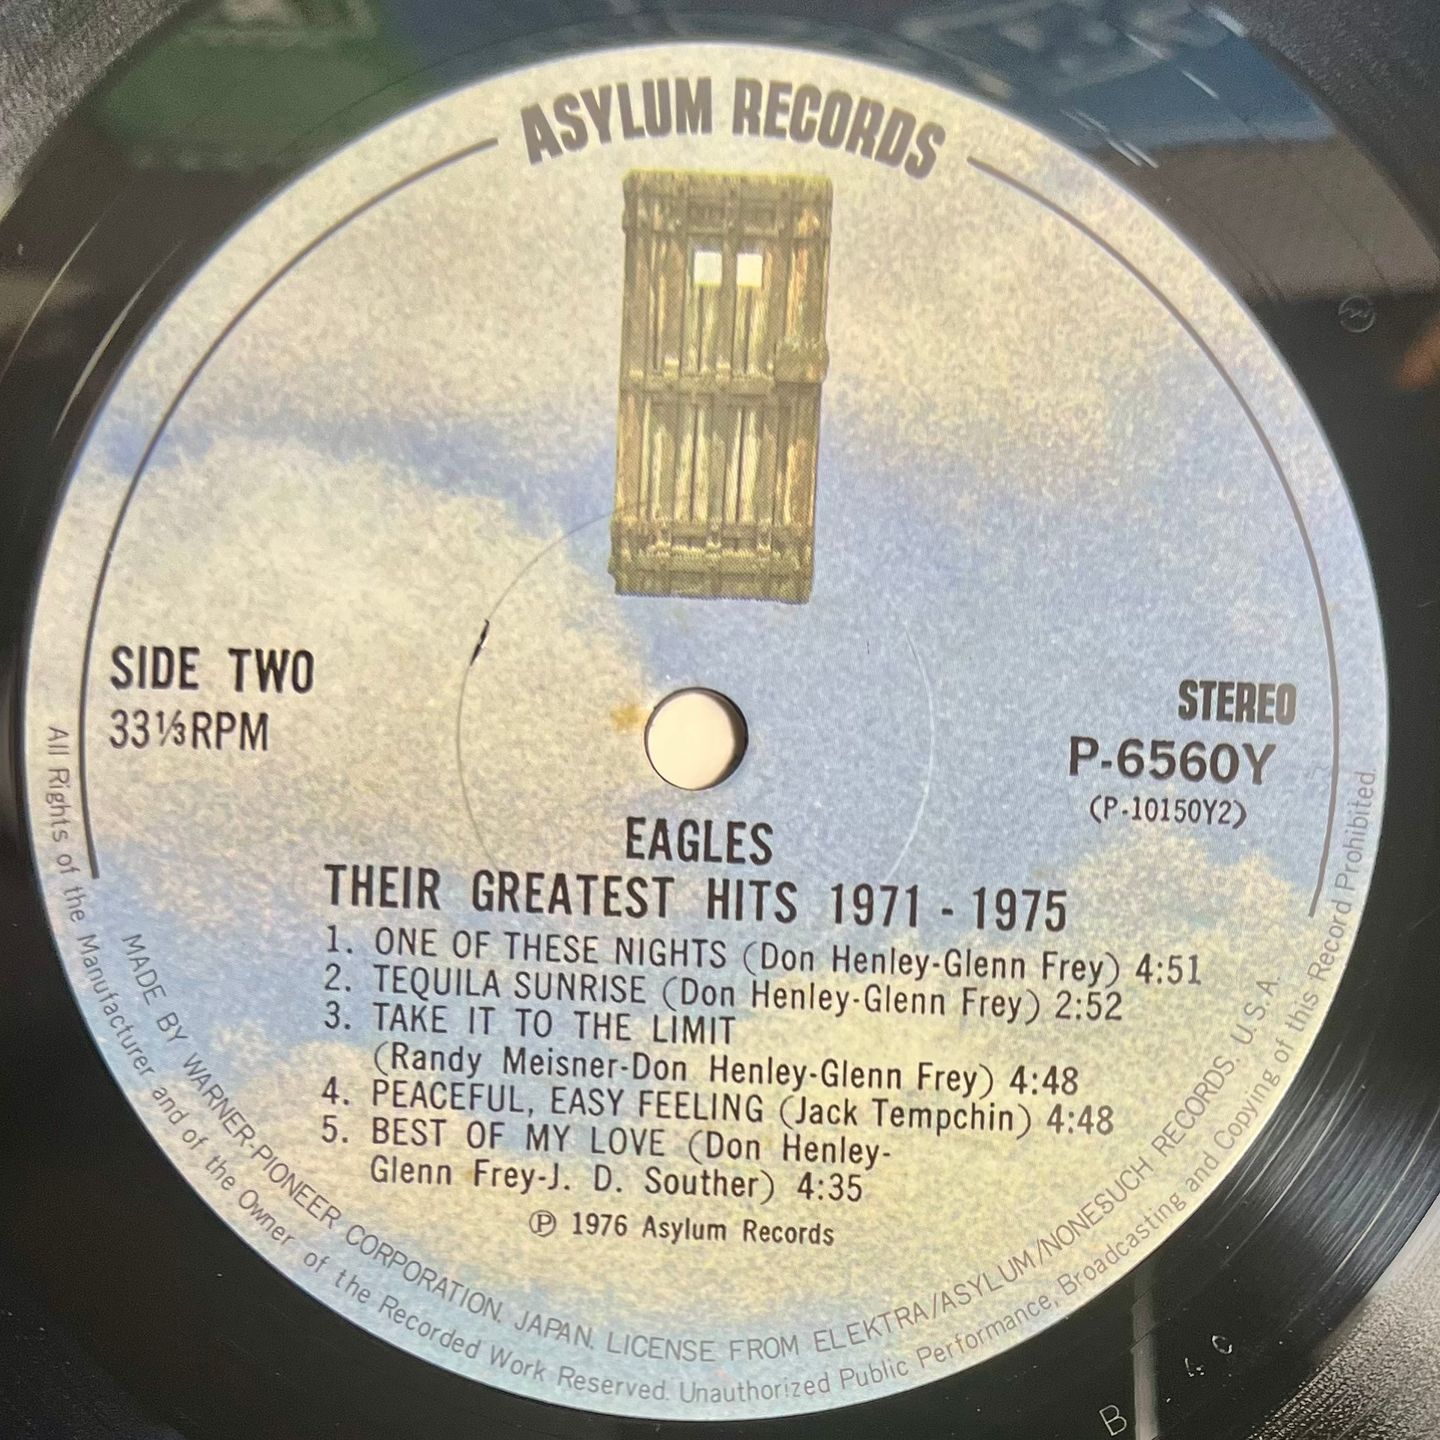 ASYLUM RECORDS
SIDE TWO
33⅓RPM
STEREO
P-6560Y
(P-10150Y2)
EAGLES
THEIR GREATEST HITS 1971 - 1975
1. ONE OF THESE NIGHTS (Don Henley-Glenn Frey) 4:51
2. TEQUILA SUNRISE (Don Henley-Glenn Frey) 2:52
3. TAKE IT TO THE LIMIT
(Randy Meisner-Don Henley-Glenn Frey) 4:48
4. PEACEFUL, EASY FEELING (Jack Tempchin) 4:48
5. BEST OF MY LOVE (Don Henley-
Glenn Frey-J. D. Souther) 4:35
Ⓟ 1976 Asylum Records
MADE BY WARNER-PIONEER CORPORATION. JAPAN. LICENSE FROM ELEKTRA/ASYLUM/NONESUCH RECORDS. U.S.A.
All Rights of the Manufacturer and of the Owner of the Recorded Work Reserved. Unauthorized Public Performance, Broadcasting and Copying of this Record Prohibited.